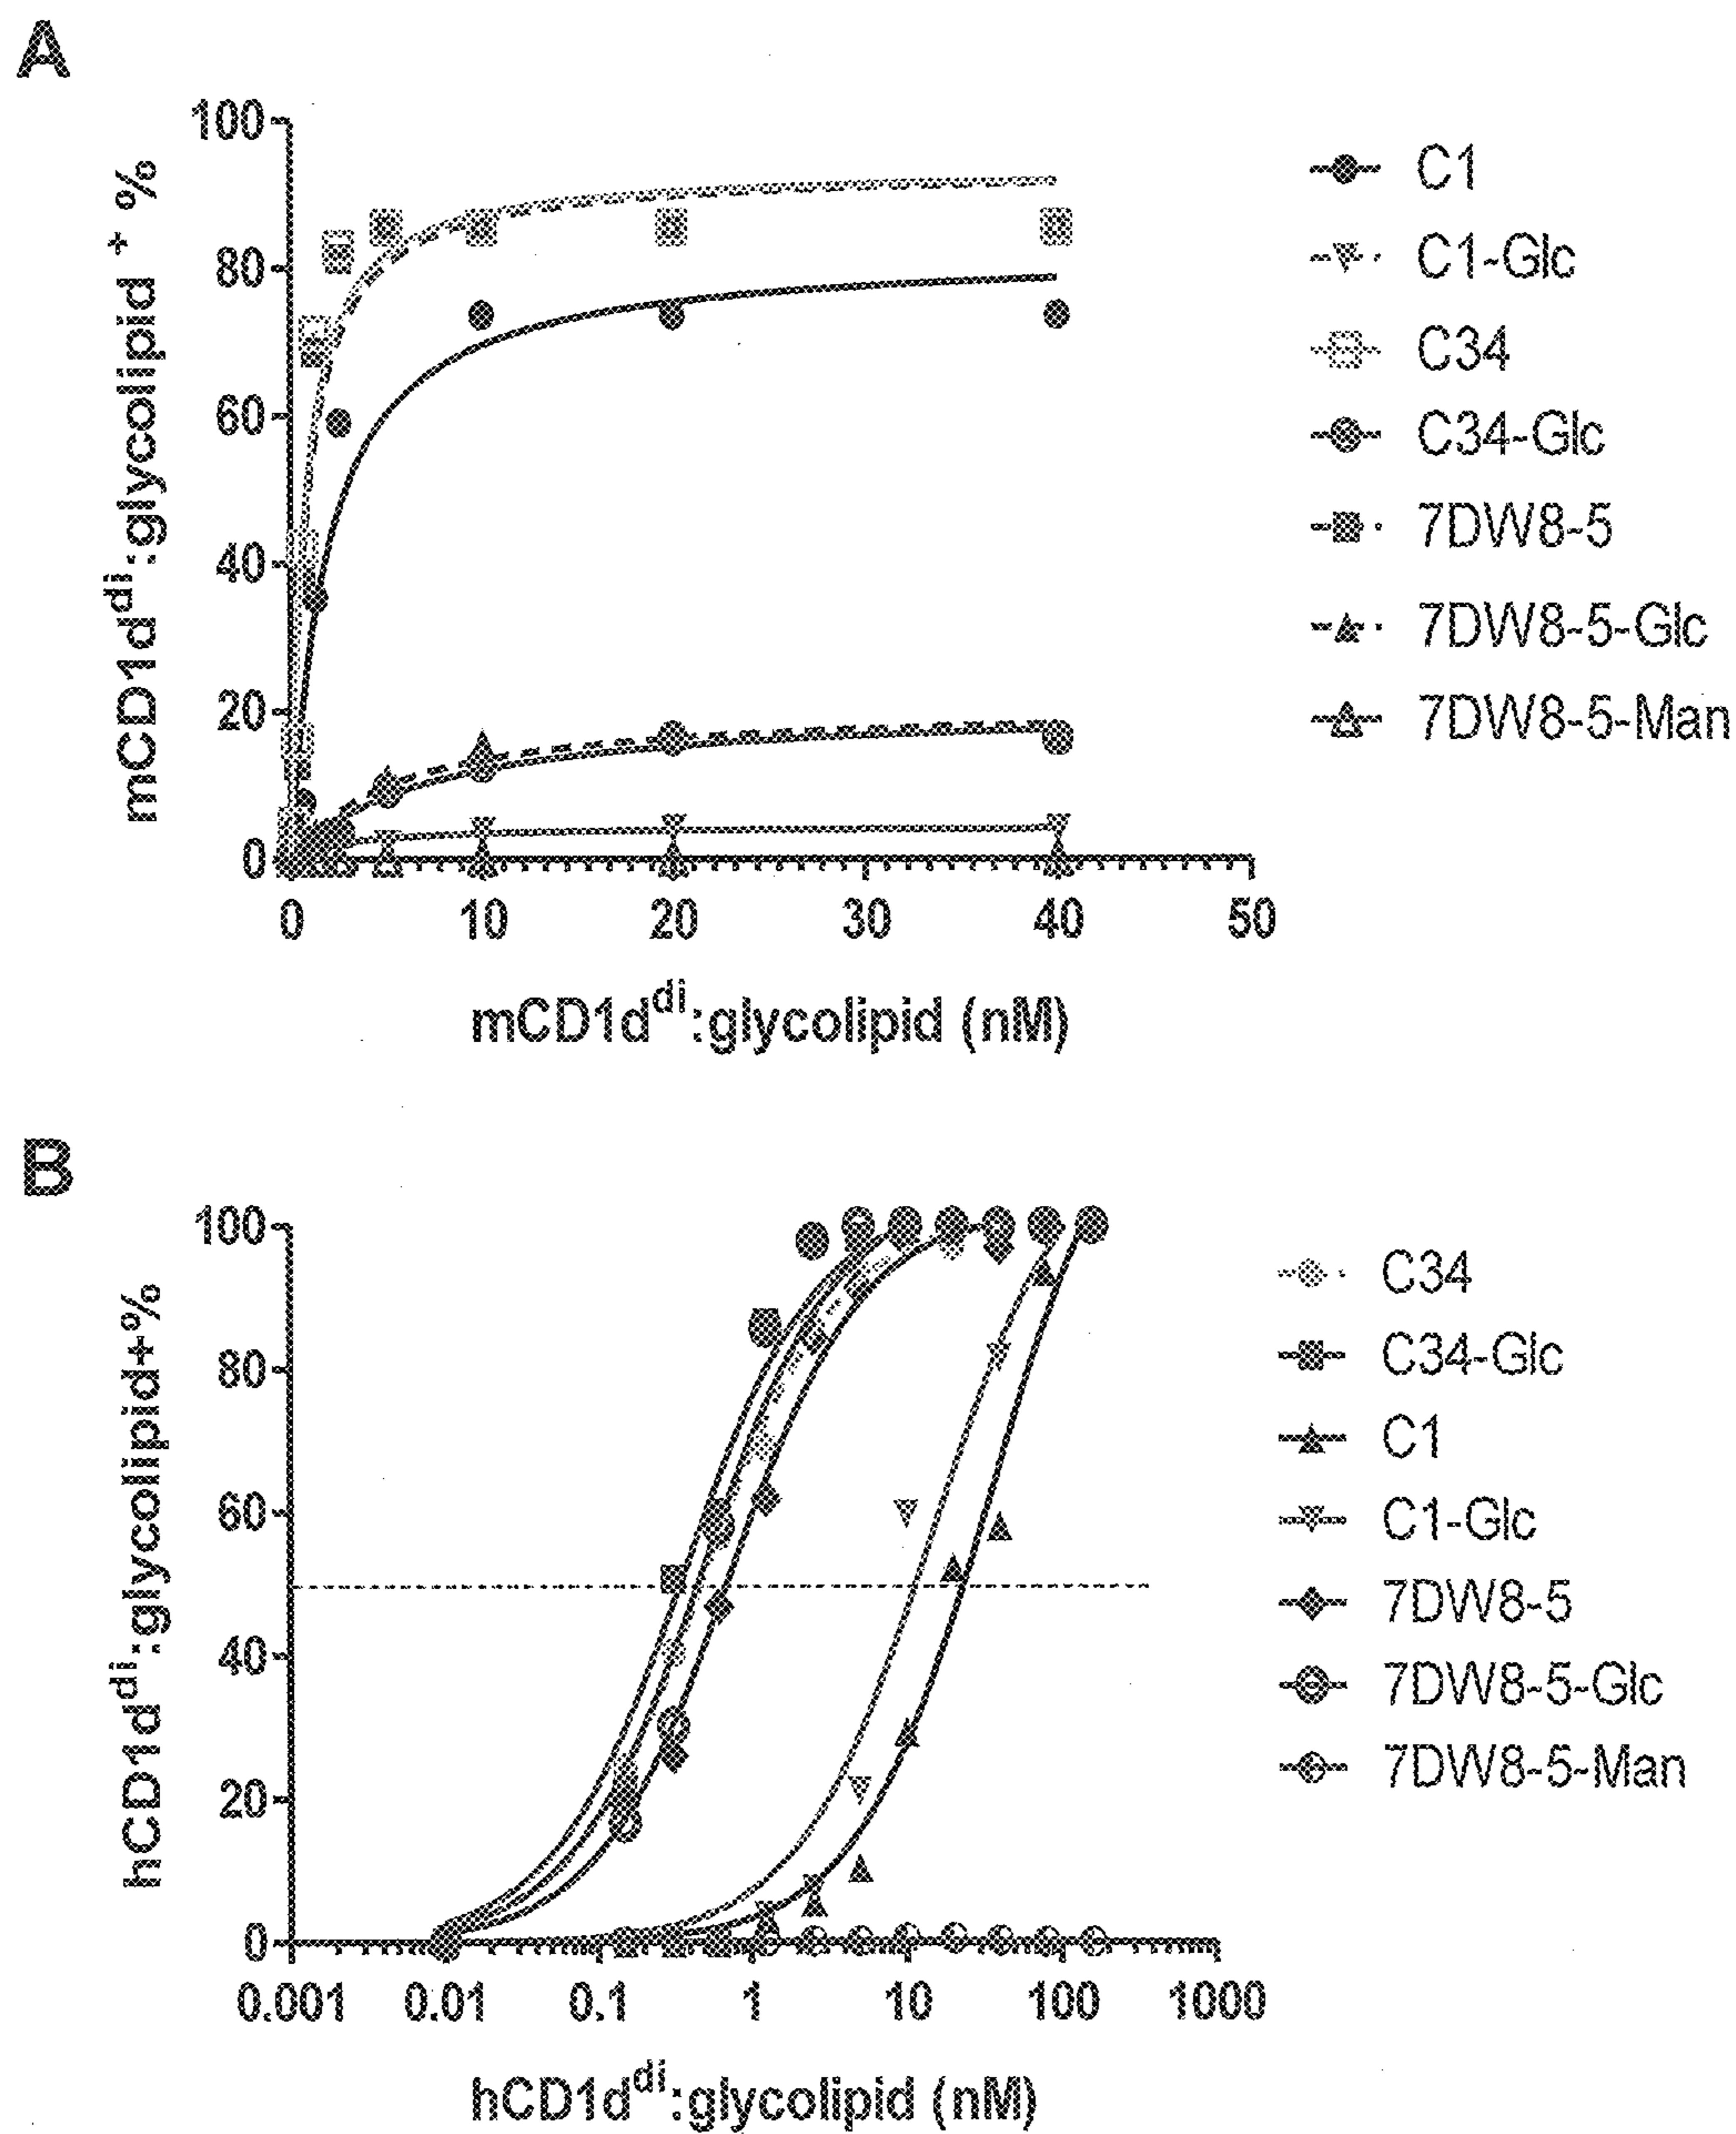 A
100
80
60
40
20
0
mCD1d^di:glycolipid + %
0 10 20 30 40 50
mCD1d^di:glycolipid (nM)
C1
C1-Glc
C34
C34-Glc
7DW8-5
7DW8-5-Glc
7DW8-5-Man
B
100
80
60
40
20
0
hCD1d^di:glycolipid+%
0.001 0.01 0.1 1 10 100 1000
hCD1d^di:glycolipid (nM)
C34
C34-Glc
C1
C1-Glc
7DW8-5
7DW8-5-Glc
7DW8-5-Man